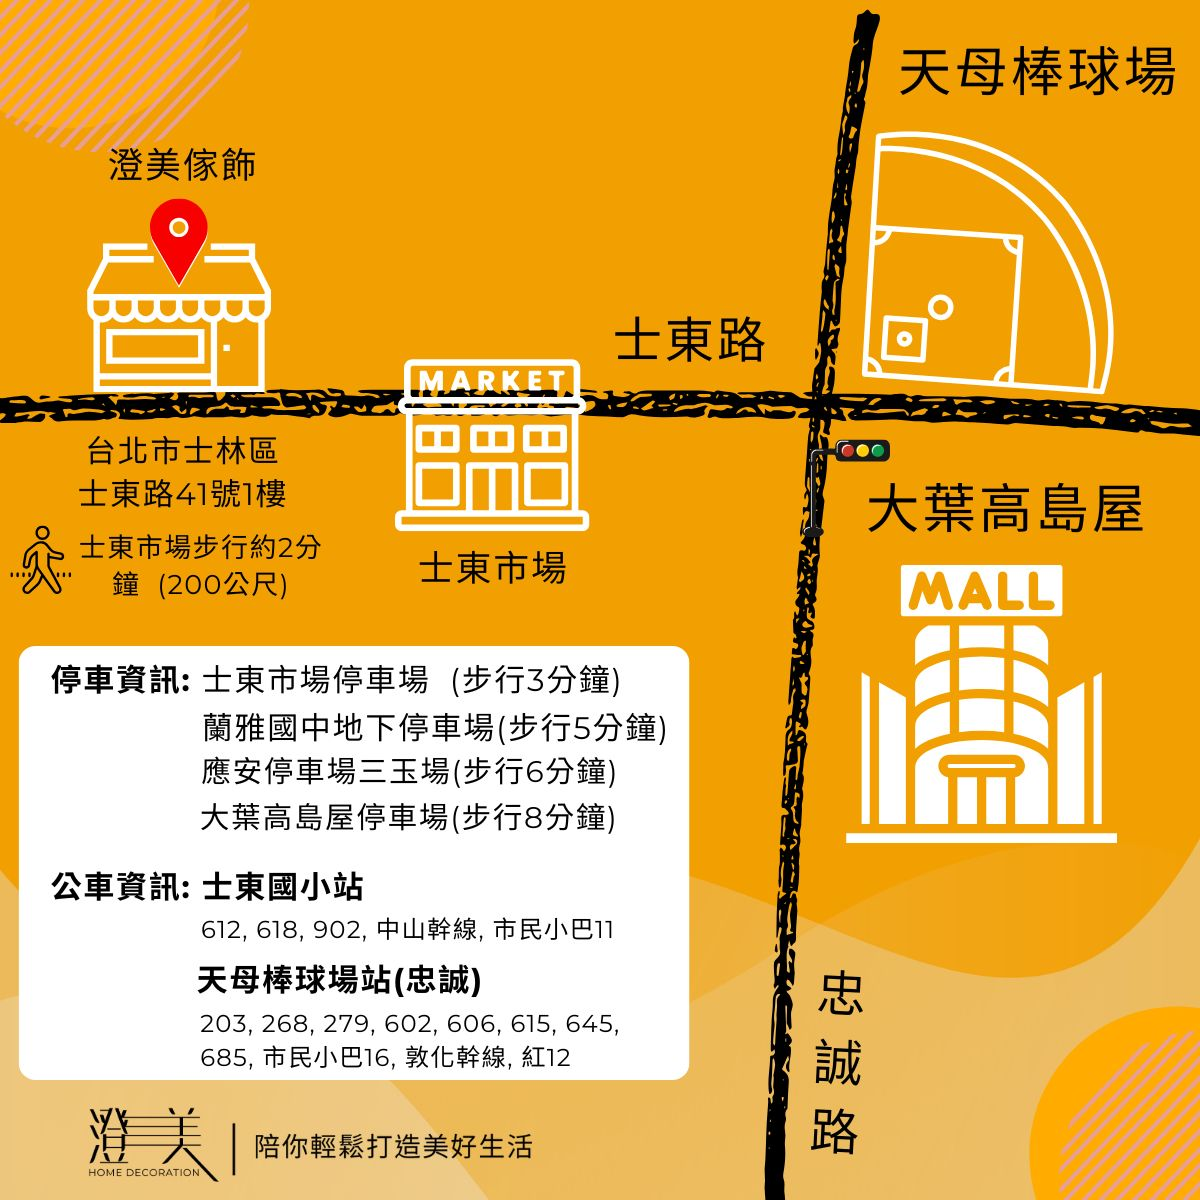 天母棒球場
澄美傢飾
士東路
MARKET
台北市士林區
士東路41號1樓
士東市場步行約2分
鐘 (200公尺)
士東市場
大葉高島屋
MALL
停車資訊: 士東市場停車場 (步行3分鐘)
蘭雅國中地下停車場(步行5分鐘)
應安停車場三玉場(步行6分鐘)
大葉高島屋停車場(步行8分鐘)
公車資訊: 士東國小站
612, 618, 902, 中山幹線, 市民小巴11
天母棒球場站(忠誠)
203, 268, 279, 602, 606, 615, 645,
685, 市民小巴16, 敦化幹線, 紅12
忠誠路
澄美
HOME DECORATION
陪你輕鬆打造美好生活